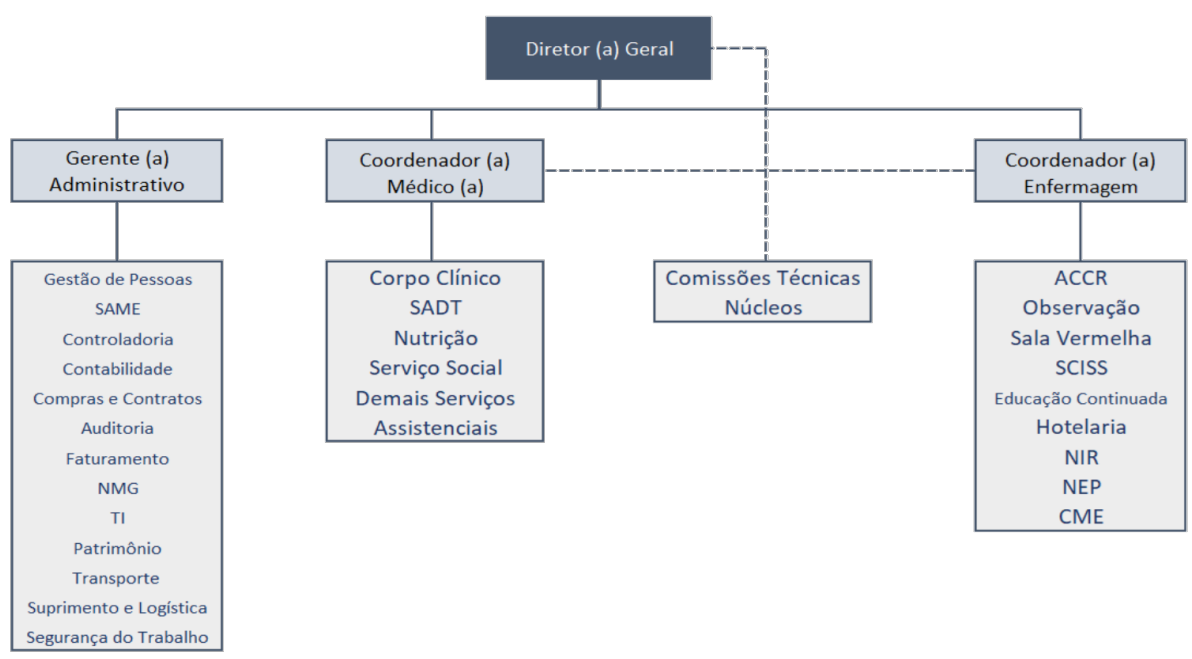 Diretor (a) Geral
Gerente (a)
Administrativo
Coordenador (a)
Médico (a)
Coordenador (a)
Enfermagem
Gestão de Pessoas
SAME
Controladoria
Contabilidade
Compras e Contratos
Auditoria
Faturamento
NMG
TI
Patrimônio
Transporte
Suprimento e Logística
Segurança do Trabalho
Corpo Clínico
SADT
Nutrição
Serviço Social
Demais Serviços
Assistenciais
Comissões Técnicas
Núcleos
ACCR
Observação
Sala Vermelha
SCISS
Educação Continuada
Hotelaria
NIR
NEP
CME